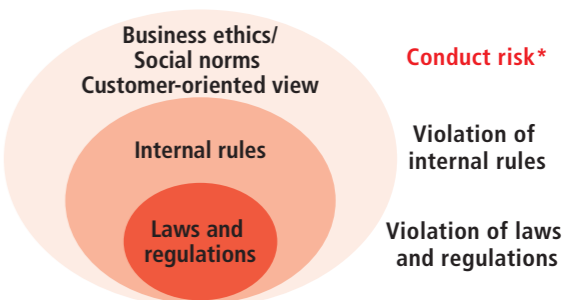 Business ethics/
Social norms
Customer-oriented view
Conduct risk*
Internal rules
Violation of
internal rules
Laws and
regulations
Violation of laws
and regulations